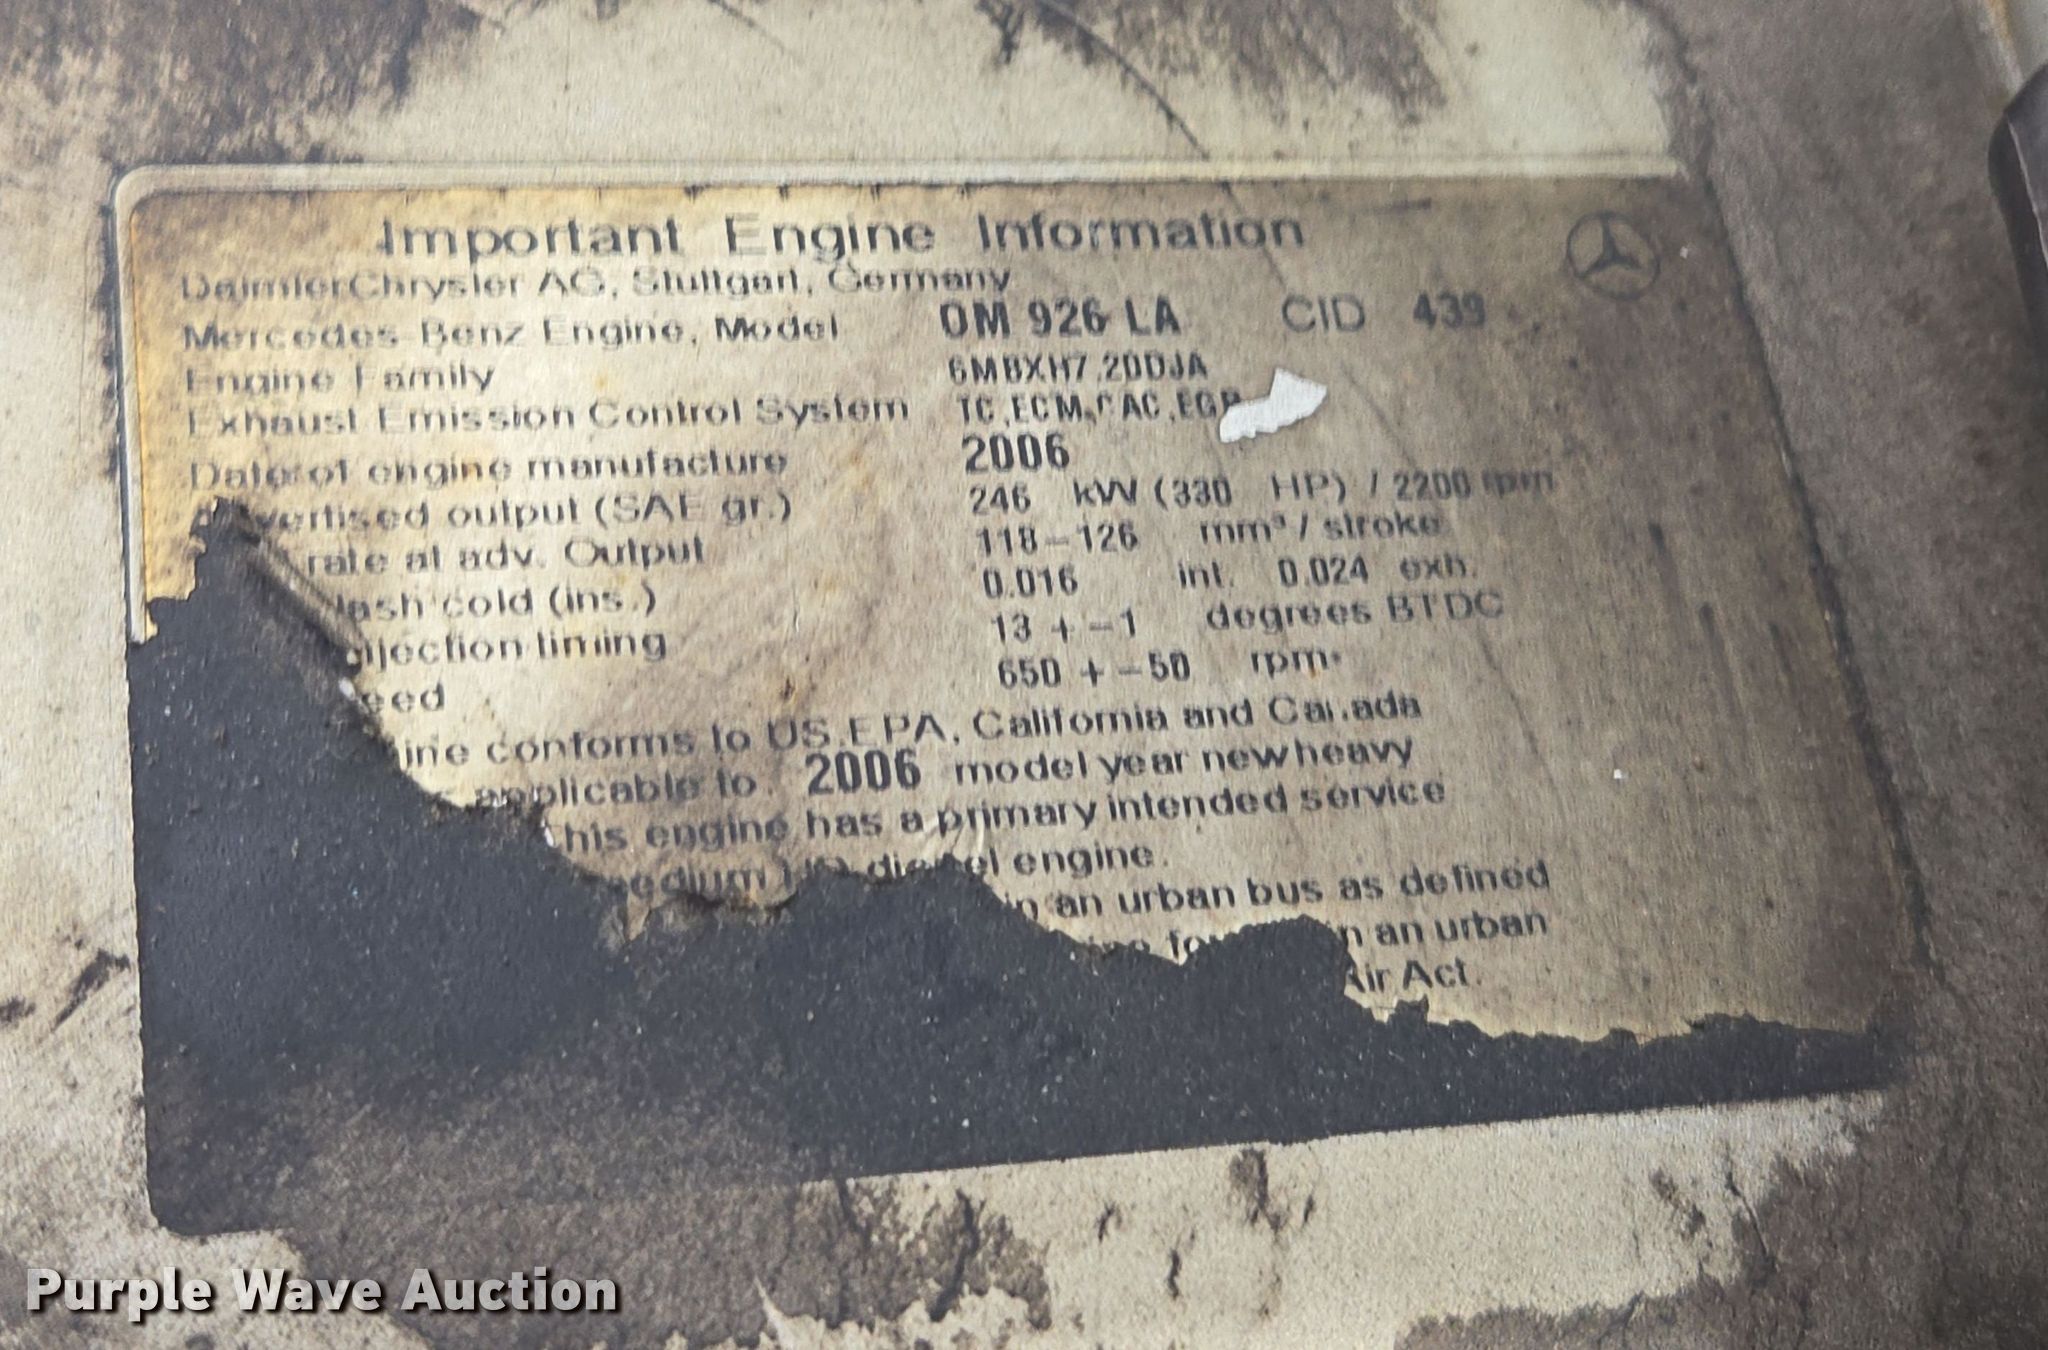 Important Engine Information
DaimlerChrysler AG, Stuttgart, Germany
Mercedes-Benz Engine, Model OM 926 LA CID 439
Engine Family 6MBXH7.20DJA
Exhaust Emission Control System TC,ECM,CAC,EGR
Date of engine manufacture 2006
Advertised output (SAE gr.) 246 kW (330 HP) / 2200 rpm
rate at adv. Output 118-126 mm³ / stroke
lash cold (ins.) 0.016 int. 0.024 exh.
njection timing 13 + -1 degrees BTDC
eed 650 + -50 rpm
ine conforms to US.EPA, California and Canada
applicable to 2006 model year new heavy
this engine has a primary intended service
edium diesel engine.
in an urban bus as defined
in an urban
Air Act.
Purple Wave Auction